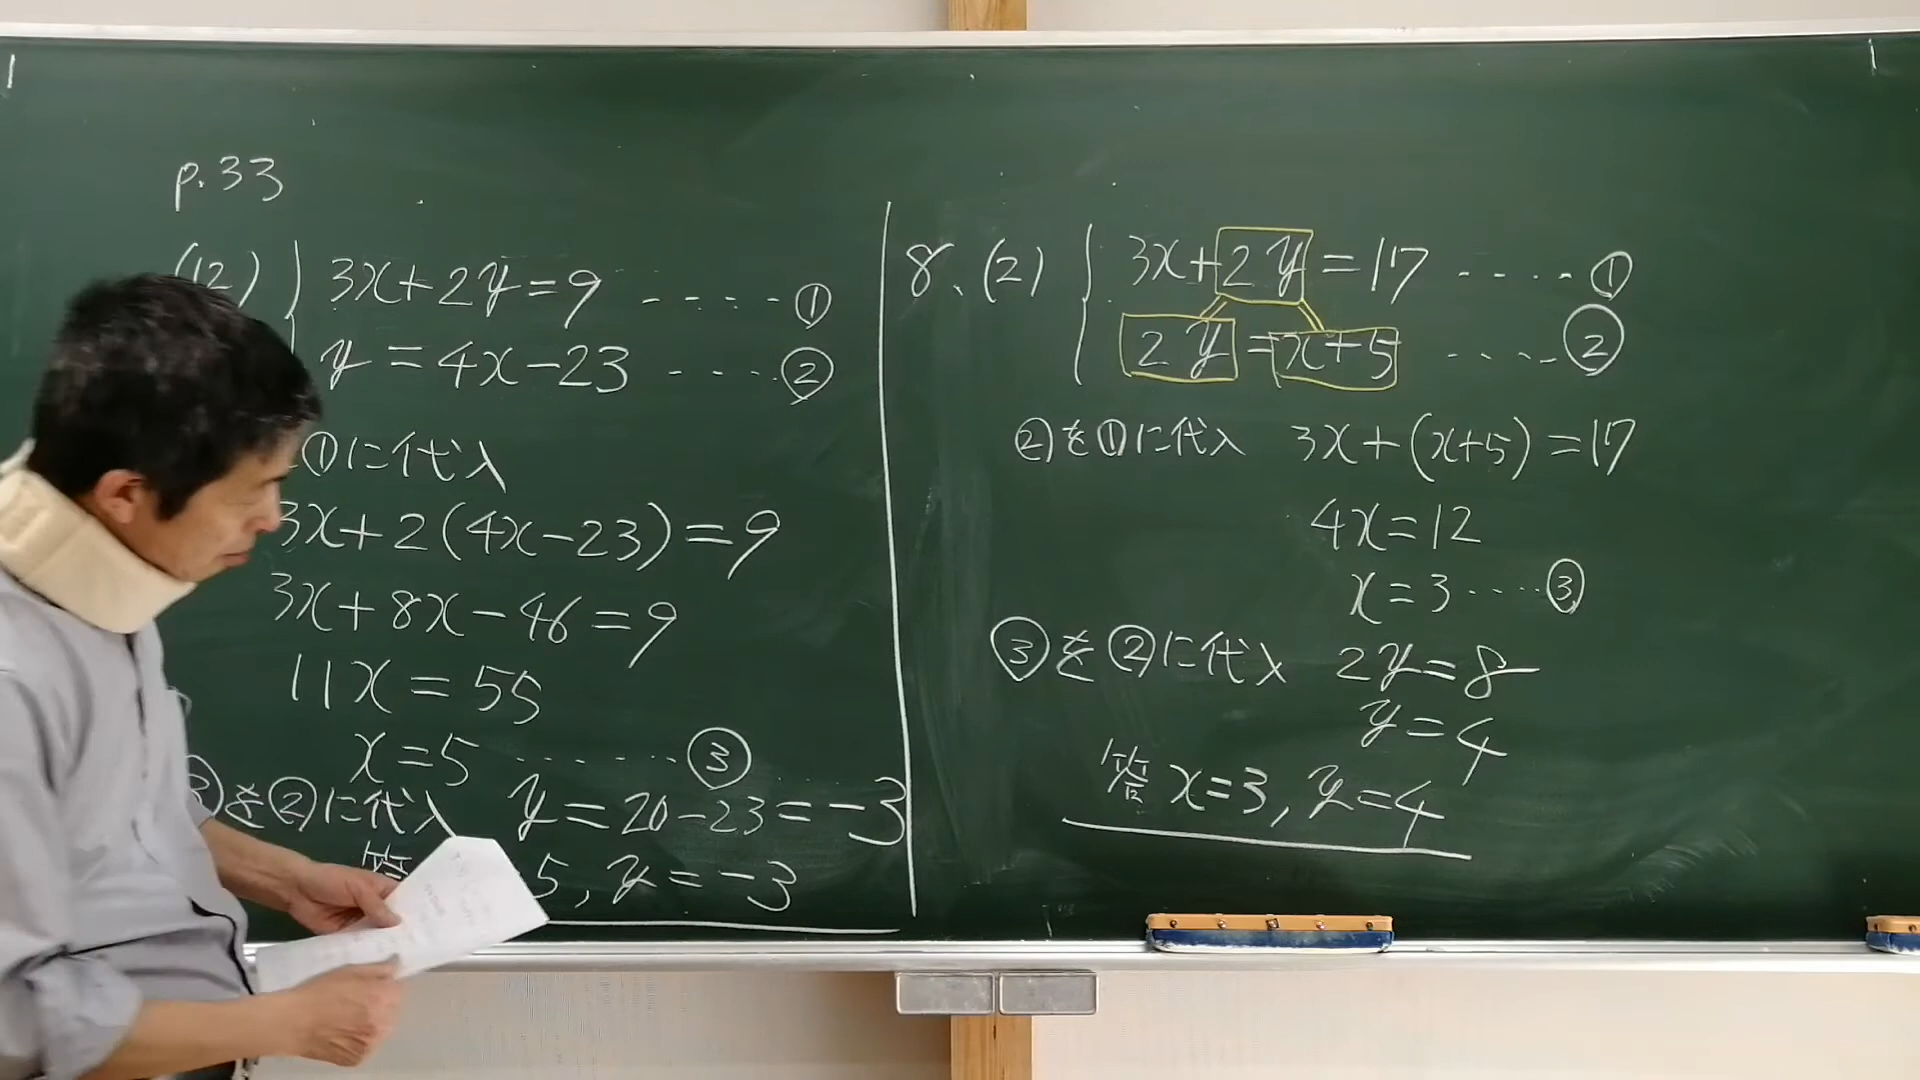 p.33
(12) 3x+2y=9 ‥‥ ①
y=4x-23 ‥‥ ②
①に代入
3x+2(4x-23)=9
3x+8x-46=9
11x=55
x=5 ‥‥‥ ③
③を②に代入 y=20-23=-3
答 5, y=-3
8. (2) 3x+2y=17 ‥‥ ①
2y=x+5 ‥‥ ②
②を①に代入 3x+(x+5)=17
4x=12
x=3 ‥‥ ③
③を②に代入 2y=8
y=4
答 x=3, y=4